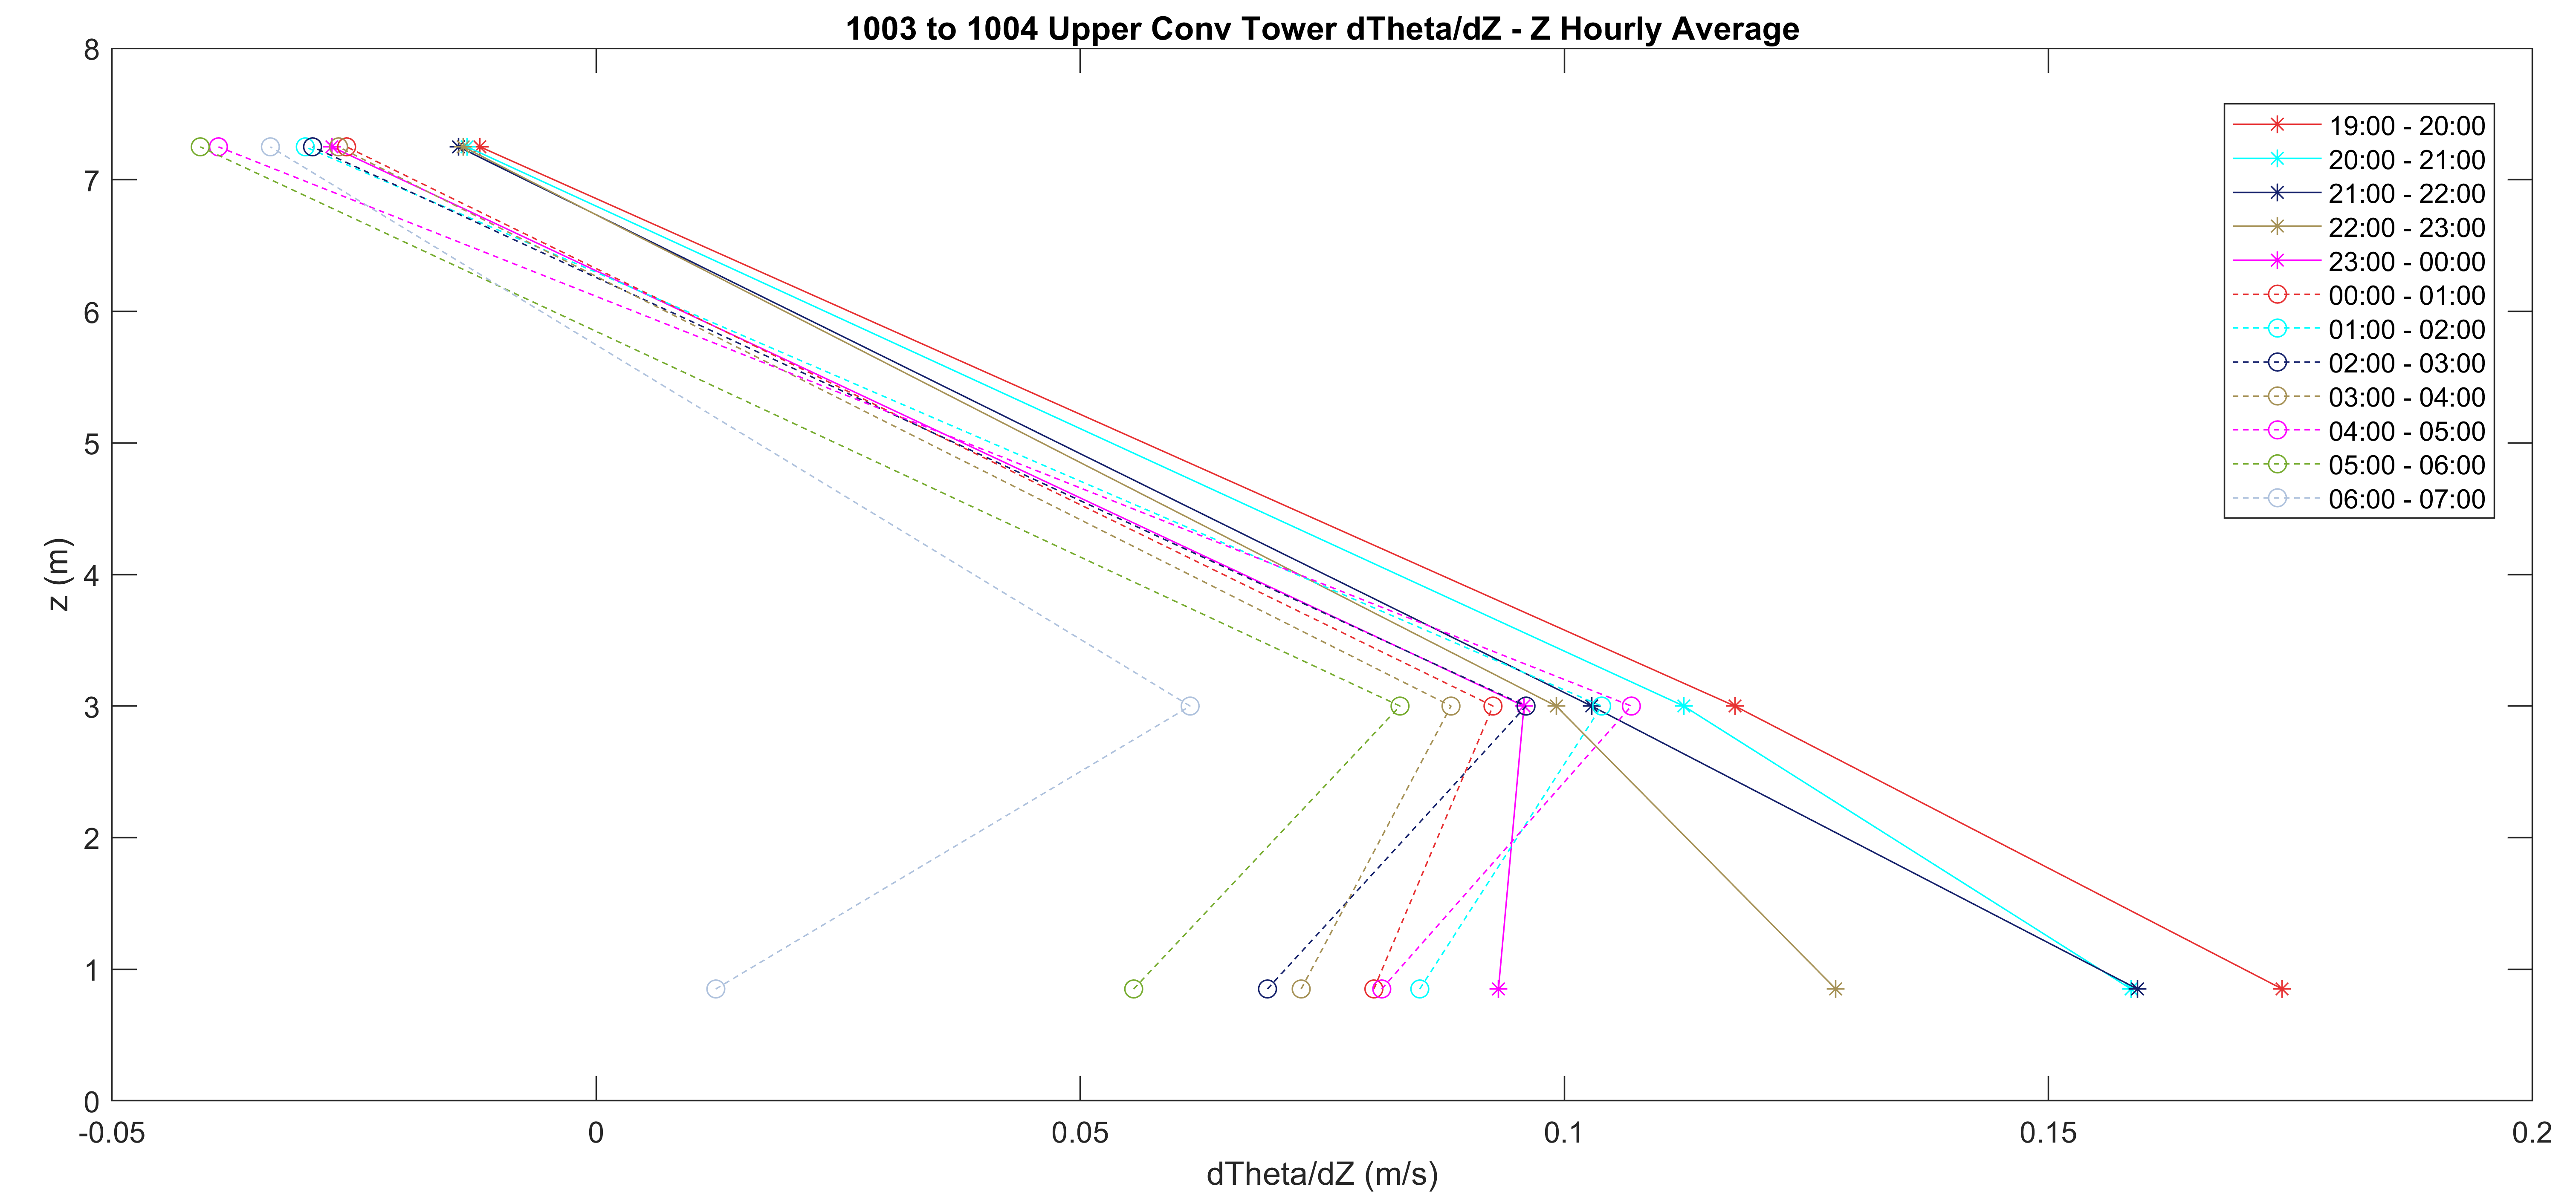 1003 to 1004 Upper Conv Tower dTheta/dZ - Z Hourly Average
8
7
6
5
4
3
2
1
0
z (m)
-0.05
0
0.05
0.1
0.15
0.2
dTheta/dZ (m/s)
19:00 - 20:00
20:00 - 21:00
21:00 - 22:00
22:00 - 23:00
23:00 - 00:00
00:00 - 01:00
01:00 - 02:00
02:00 - 03:00
03:00 - 04:00
04:00 - 05:00
05:00 - 06:00
06:00 - 07:00